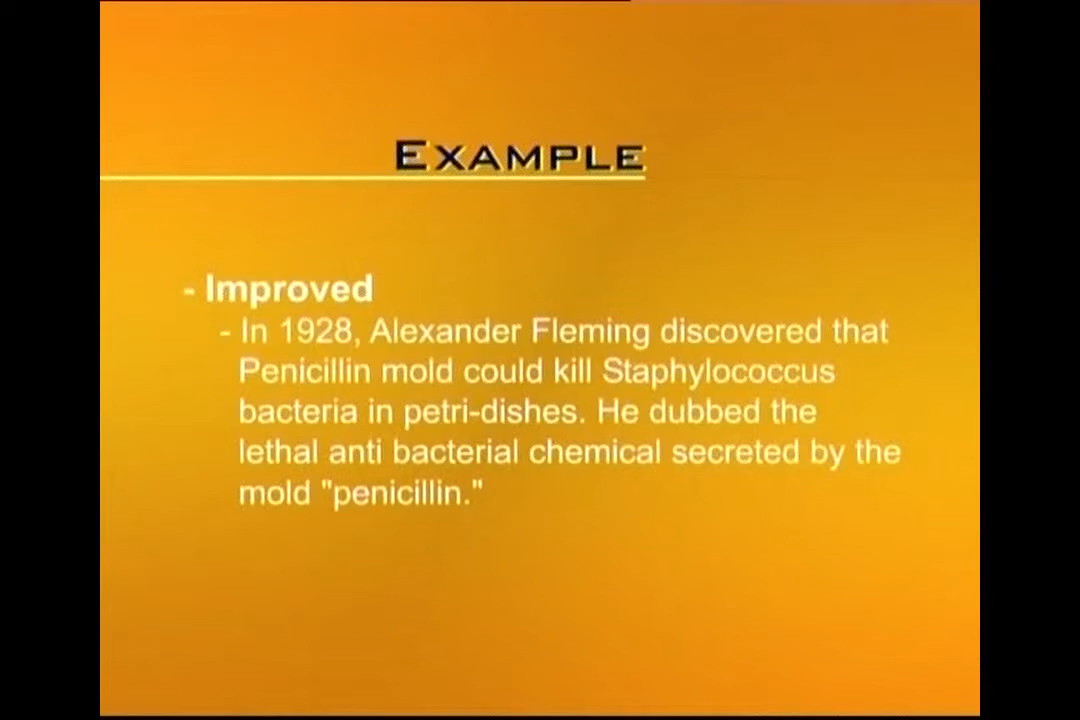 EXAMPLE
- Improved
- In 1928, Alexander Fleming discovered that
Penicillin mold could kill Staphylococcus
bacteria in petri-dishes. He dubbed the
lethal anti bacterial chemical secreted by the
mold "penicillin."